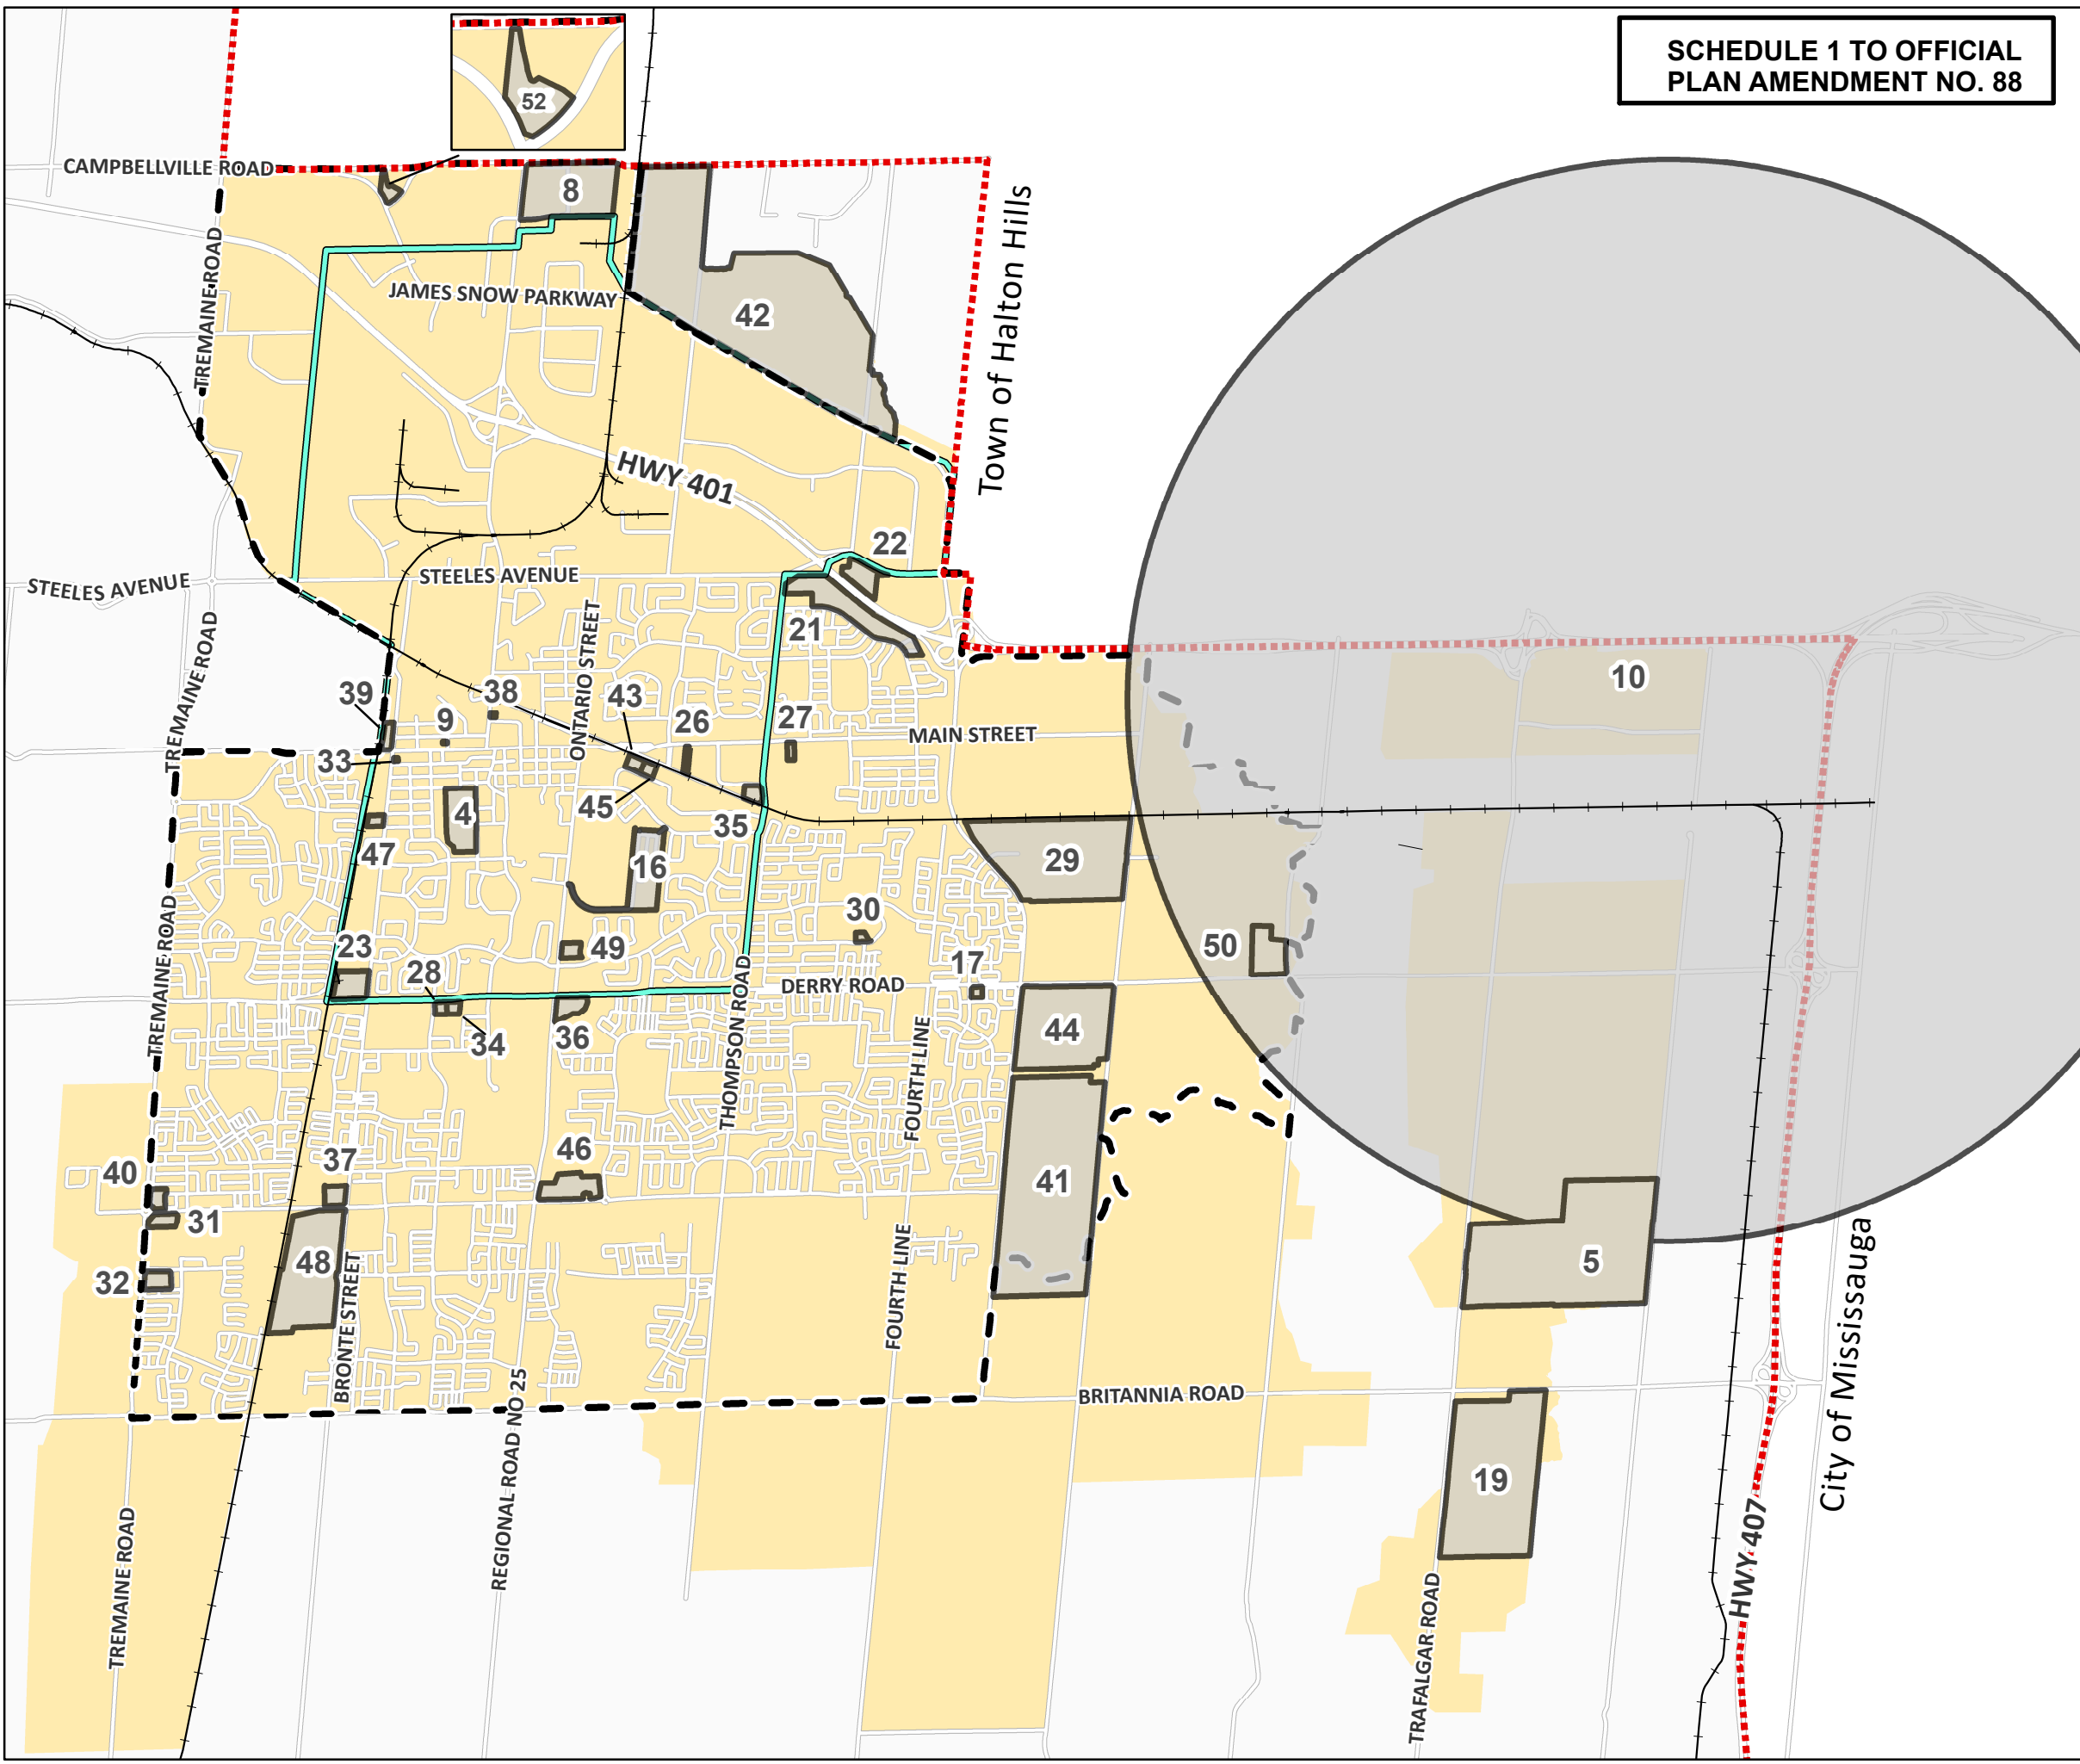 SCHEDULE 1 TO OFFICIAL
PLAN AMENDMENT NO. 88
52
CAMPBELLVILLE ROAD
8
Town of Halton Hills
TREMAINE ROAD
JAMES SNOW PARKWAY
42
HWY 401
22
STEELES AVENUE
STEELES AVENUE
21
ONTARIO STREET
TREMAINE ROAD
10
39
38
43
26
27
9
MAIN STREET
33
4
45
35
47
16
29
30
23
49
50
28
17
DERRY ROAD
TREMAINE ROAD
34
36
44
THOMPSON ROAD
FOURTH LINE
40
37
46
41
31
48
5
32
BRONTE STREET
FOURTH LINE
City of Mississauga
BRITANNIA ROAD
REGIONAL ROAD NO 25
19
HWY 407
TREMAINE ROAD
TRAFALGAR ROAD